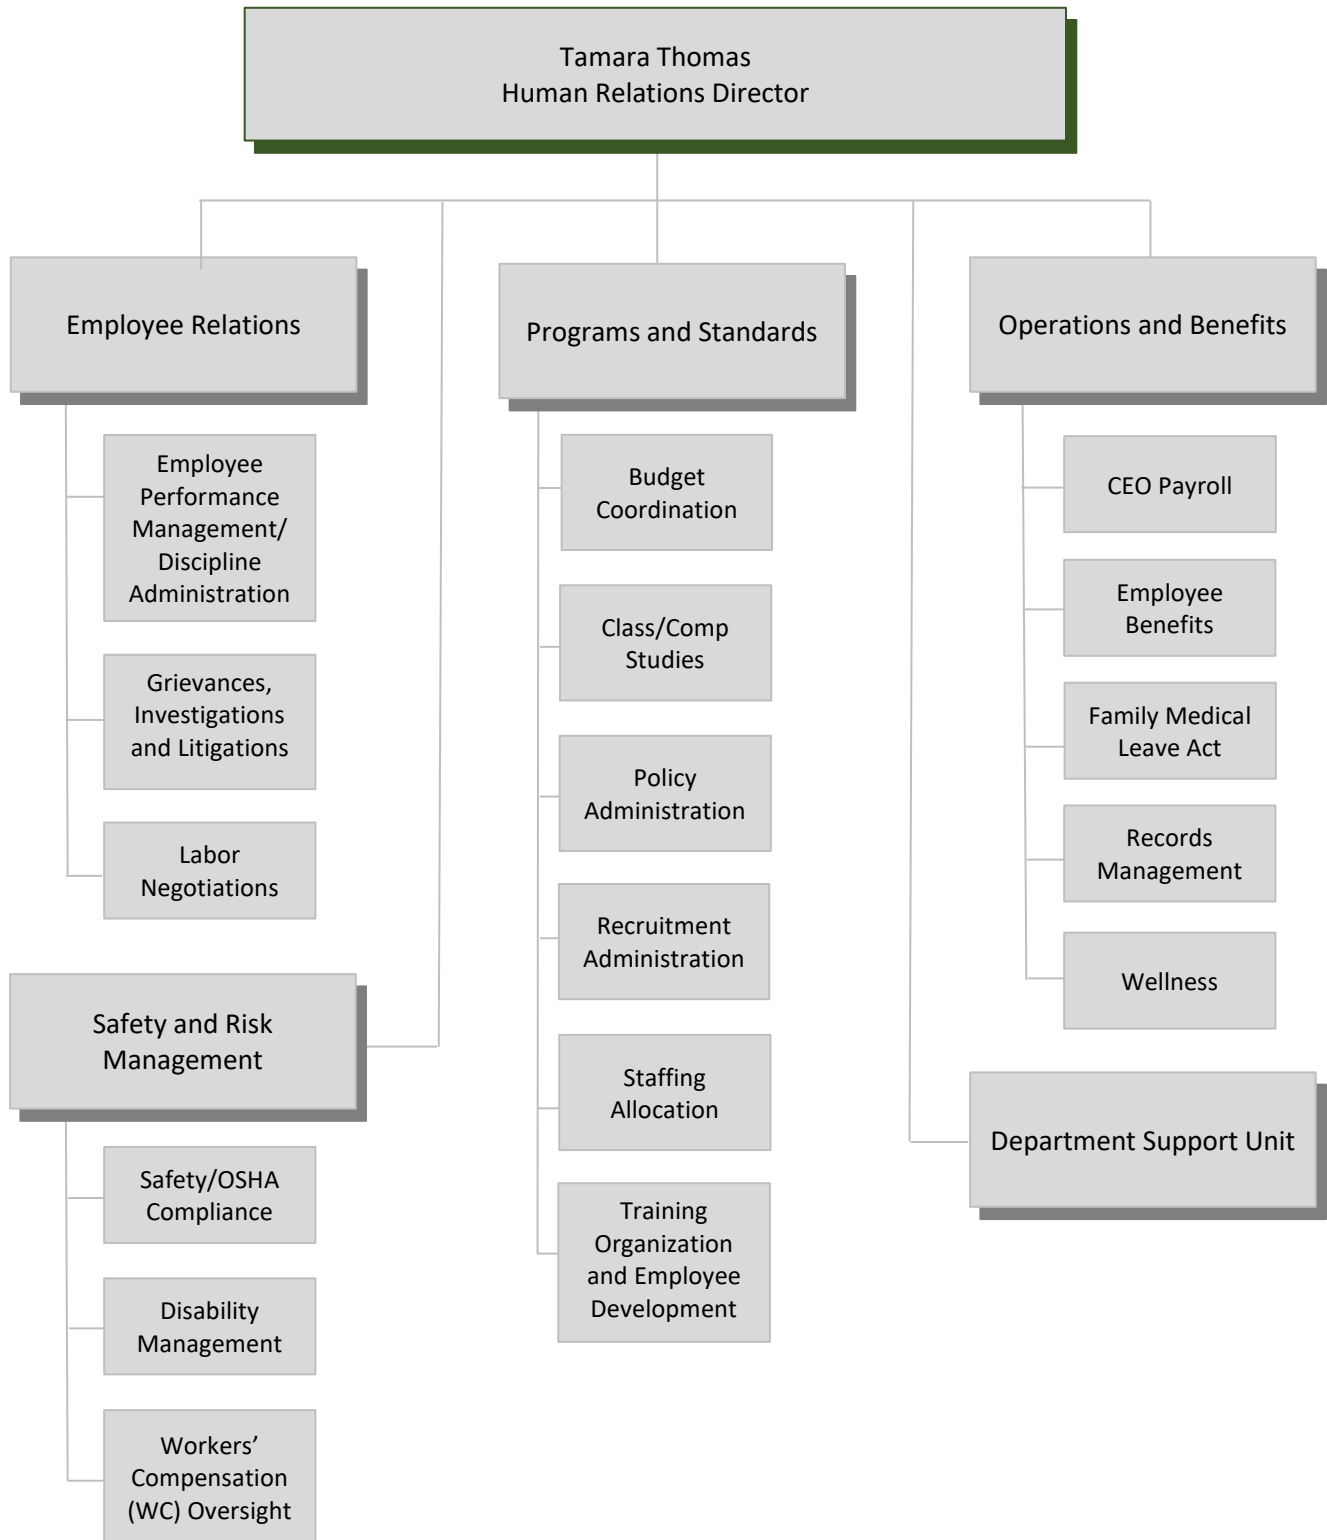 Tamara Thomas
Human Relations Director
Employee Relations
Employee
Performance
Management/
Discipline
Administration
Grievances,
Investigations
and Litigations
Labor
Negotiations
Safety and Risk
Management
Safety/OSHA
Compliance
Disability
Management
Workers’
Compensation
(WC) Oversight
Programs and Standards
Budget
Coordination
Class/Comp
Studies
Policy
Administration
Recruitment
Administration
Staffing
Allocation
Training
Organization
and Employee
Development
Operations and Benefits
CEO Payroll
Employee
Benefits
Family Medical
Leave Act
Records
Management
Wellness
Department Support Unit